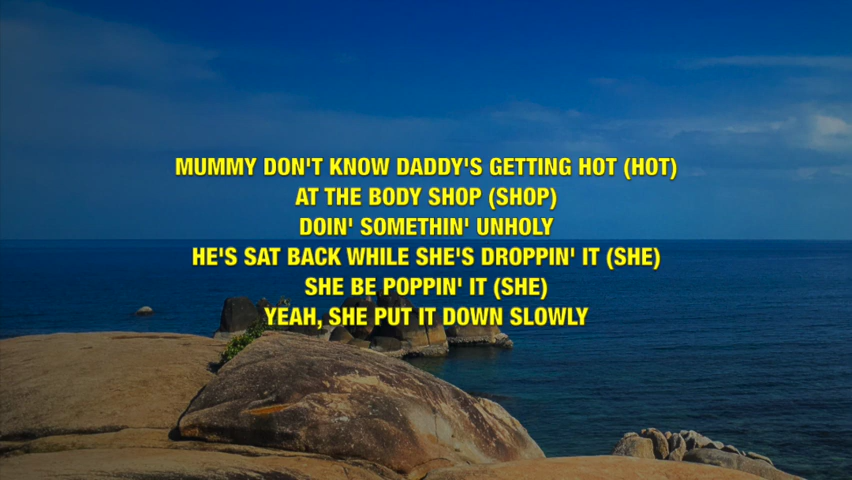 MUMMY DON'T KNOW DADDY'S GETTING HOT (HOT)
AT THE BODY SHOP (SHOP)
DOIN' SOMETHIN' UNHOLY
HE'S SAT BACK WHILE SHE'S DROPPIN' IT (SHE)
SHE BE POPPIN' IT (SHE)
YEAH, SHE PUT IT DOWN SLOWLY